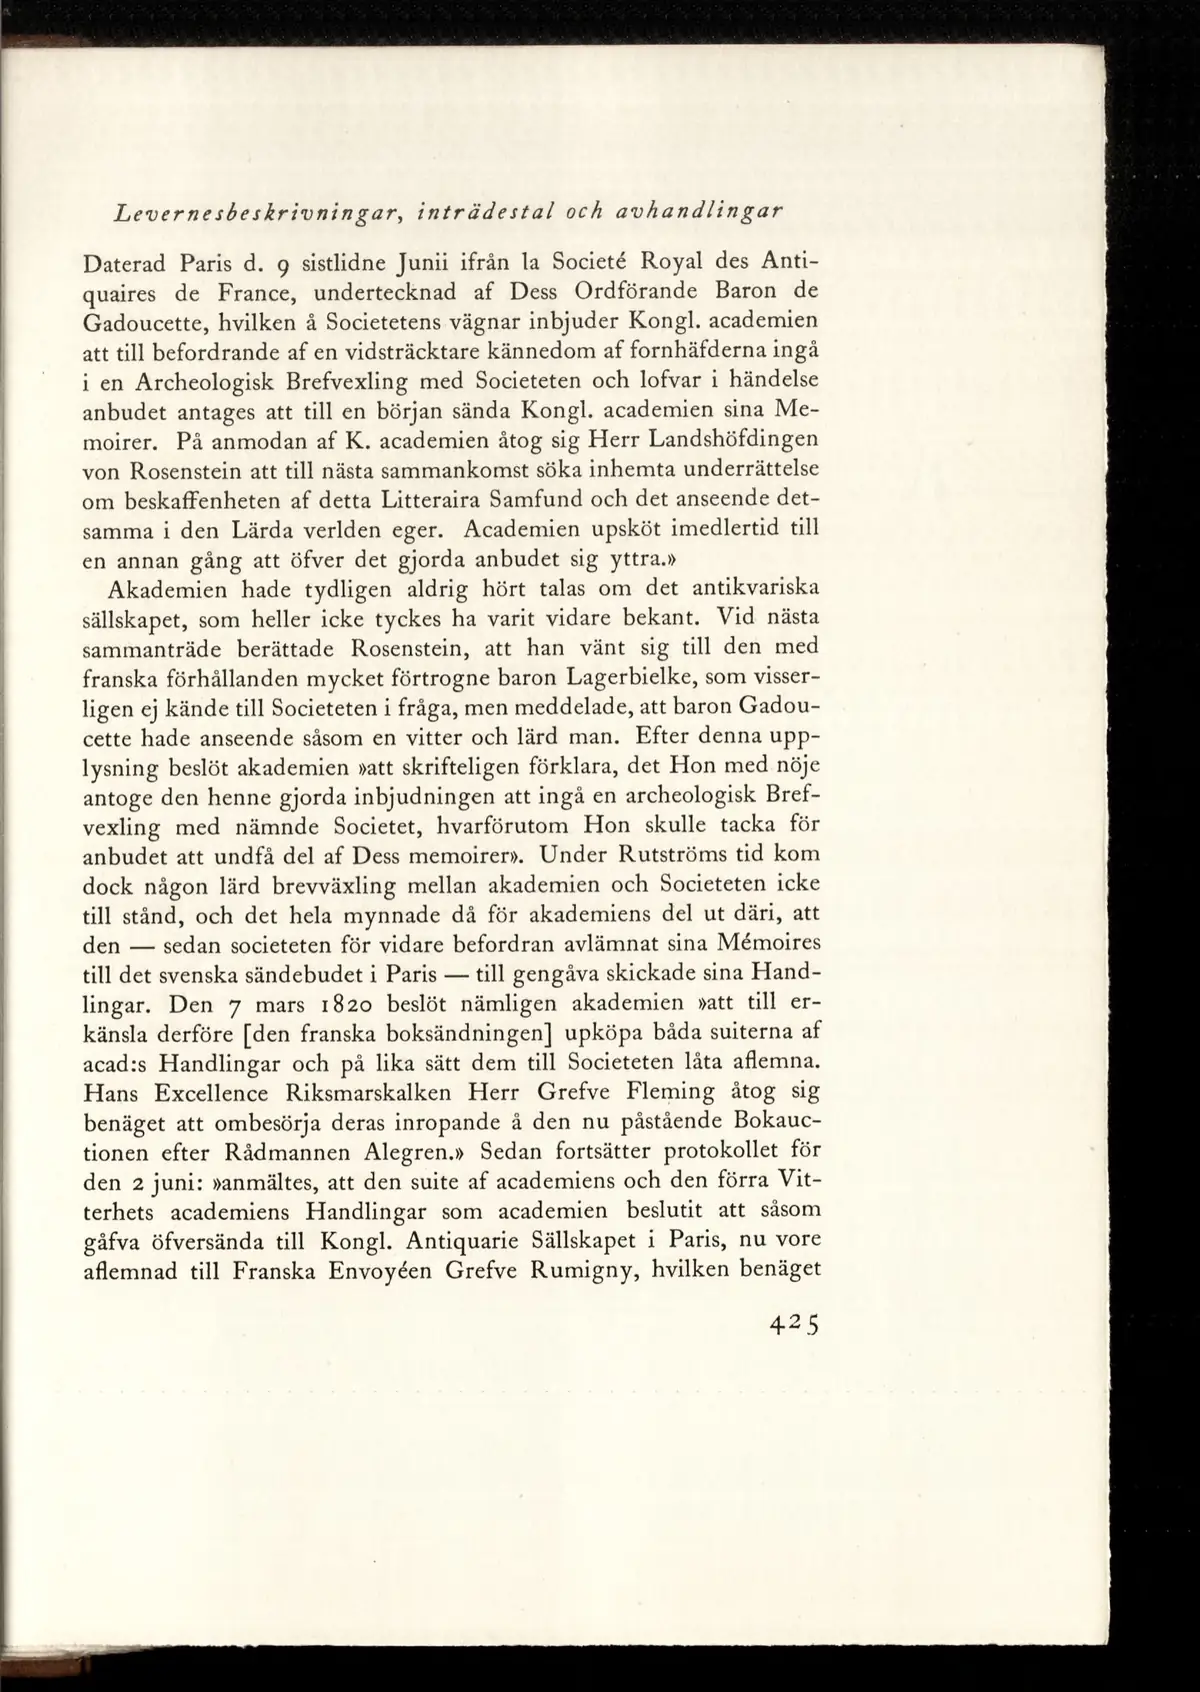 Levernesbeskrivningar, inträdestal och avhandlingar
Daterad Paris d. 9 sistlidne Junii ifrån la Societé Royal des Anti-
quaires de France, undertecknad af Dess Ordförande Baron de
Gadoucette, hvilken å Societetens vägnar inbjuder Kongl. academien
att till befordrande af en vidsträcktare kännedom af fornhäfderna ingå
i en Archeologisk Brefvexling med Societeten och lofvar i händelse
anbudet antages att till en början sända Kongl. academien sina Me-
moirer. På anmodan af K. academien åtog sig Herr Landshöfdingen
von Rosenstein att till nästa sammankomst söka inhemta underrättelse
om beskaffenheten af detta Litteraira Samfund och det anseende det-
samma i den Lärda verlden eger. Academien upsköt imedlertid till
en annan gång att öfver det gjorda anbudet sig yttra.»
Akademien hade tydligen aldrig hört talas om det antikvariska
sällskapet, som heller icke tyckes ha varit vidare bekant. Vid nästa
sammanträde berättade Rosenstein, att han vänt sig till den med
franska förhållanden mycket förtrogne baron Lagerbielke, som visser-
ligen ej kände till Societeten i fråga, men meddelade, att baron Gadou-
cette hade anseende såsom en vitter och lärd man. Efter denna upp-
lysning beslöt akademien »att skrifteligen förklara, det Hon med nöje
antoge den henne gjorda inbjudningen att ingå en archeologisk Bref-
vexling med nämnde Societet, hvarförutom Hon skulle tacka för
anbudet att undfå del af Dess memoirer». Under Rutströms tid kom
dock någon lärd brevväxling mellan akademien och Societeten icke
till stånd, och det hela mynnade då för akademiens del ut däri, att
den — sedan societeten för vidare befordran avlämnat sina Mémoires
till det svenska sändebudet i Paris — till gengåva skickade sina Hand-
lingar. Den 7 mars 1820 beslöt nämligen akademien »att till er-
känsla derföre [den franska boksändningen] upköpa båda suiterna af
acad:s Handlingar och på lika sätt dem till Societeten låta aflemna.
Hans Excellence Riksmarskalken Herr Grefve Fleming åtog sig
benäget att ombesörja deras inropande å den nu påstående Bokauc-
tionen efter Rådmannen Alegren.» Sedan fortsätter protokollet för
den 2 juni: »anmältes, att den suite af academiens och den förra Vit-
terhets academiens Handlingar som academien beslutit att såsom
gåfva öfversända till Kongl. Antiquarie Sällskapet i Paris, nu vore
aflemnad till Franska Envoyéen Grefve Rumigny, hvilken benäget
425